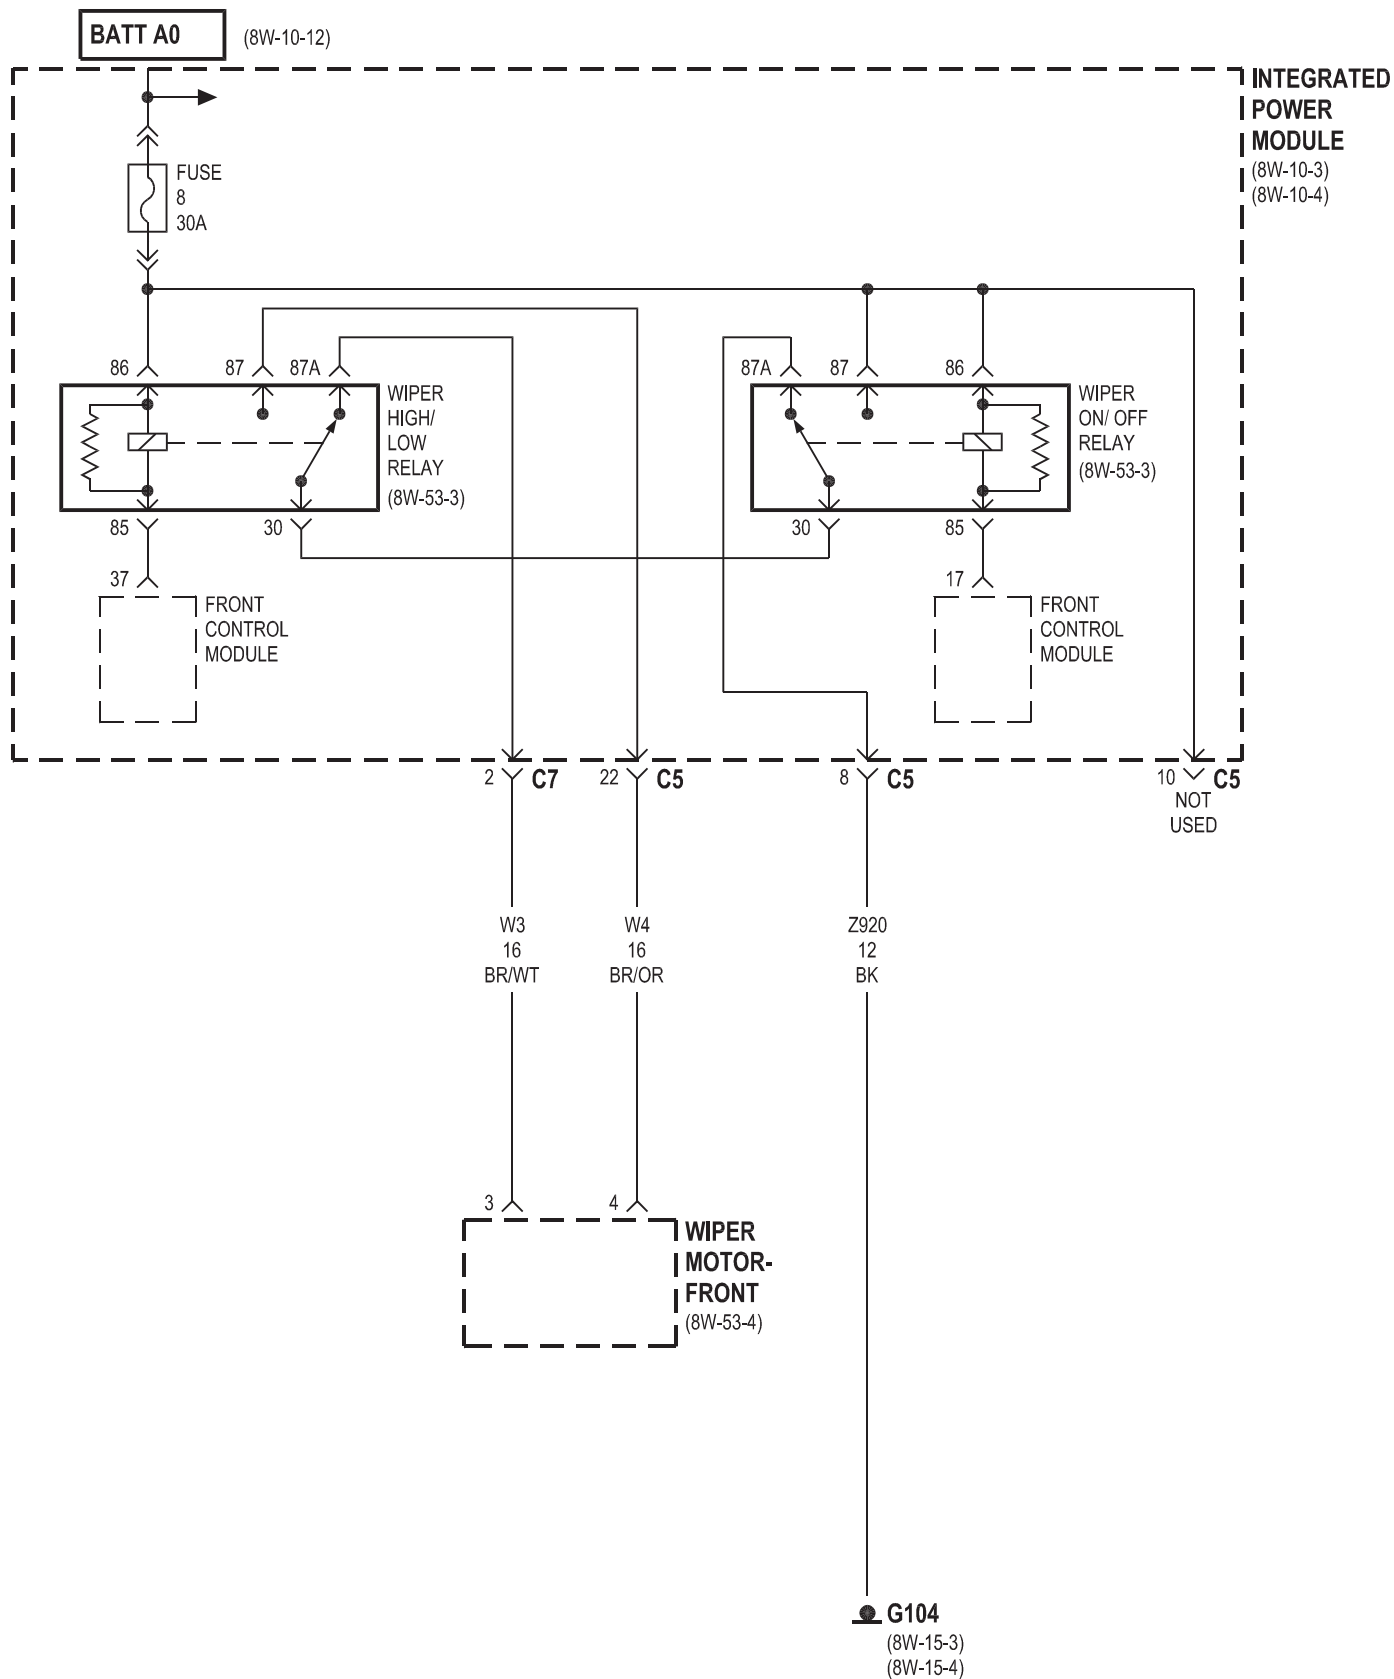 BATT A0
(8W-10-12)
INTEGRATED
POWER
MODULE
(8W-10-3)
(8W-10-4)
FUSE
8
30A
86
87
87A
WIPER
HIGH/
LOW
RELAY
(8W-53-3)
87A
87
86
WIPER
ON/ OFF
RELAY
(8W-53-3)
85
30
30
85
37
FRONT
CONTROL
MODULE
17
FRONT
CONTROL
MODULE
2
C7
22
C5
8
C5
10
C5
NOT
USED
W3
16
BR/WT
W4
16
BR/OR
Z920
12
BK
3
4
WIPER
MOTOR-
FRONT
(8W-53-4)
G104
(8W-15-3)
(8W-15-4)